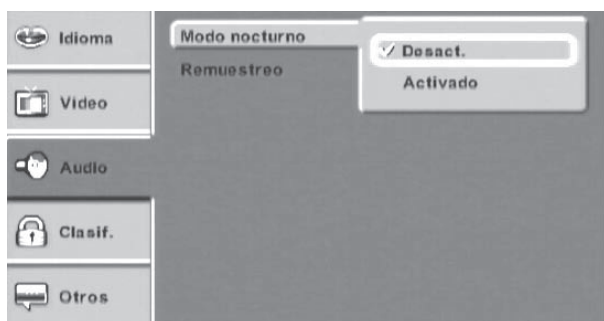 Idioma
Video
Audio
Clasif.
Otros
Modo nocturno
Remuestreo
Desact.
Activado